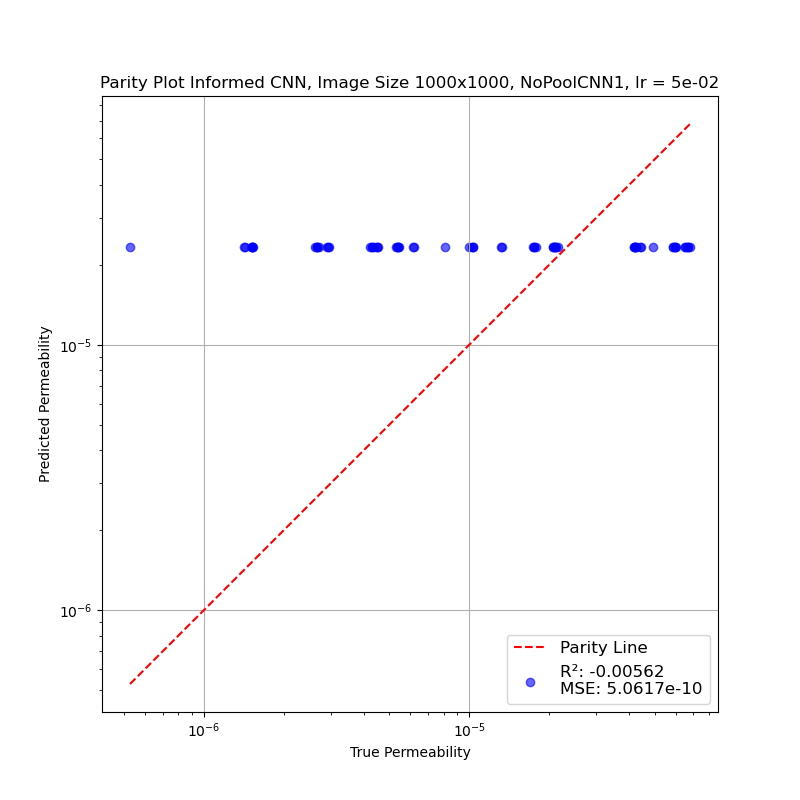 Parity Plot Informed CNN, Image Size 1000x1000, NoPoolCNN1, lr = 5e-02
Predicted Permeability
10⁻⁵
10⁻⁶
Parity Line
R²: -0.00562
MSE: 5.0617e-10
10⁻⁶ 10⁻⁵
True Permeability